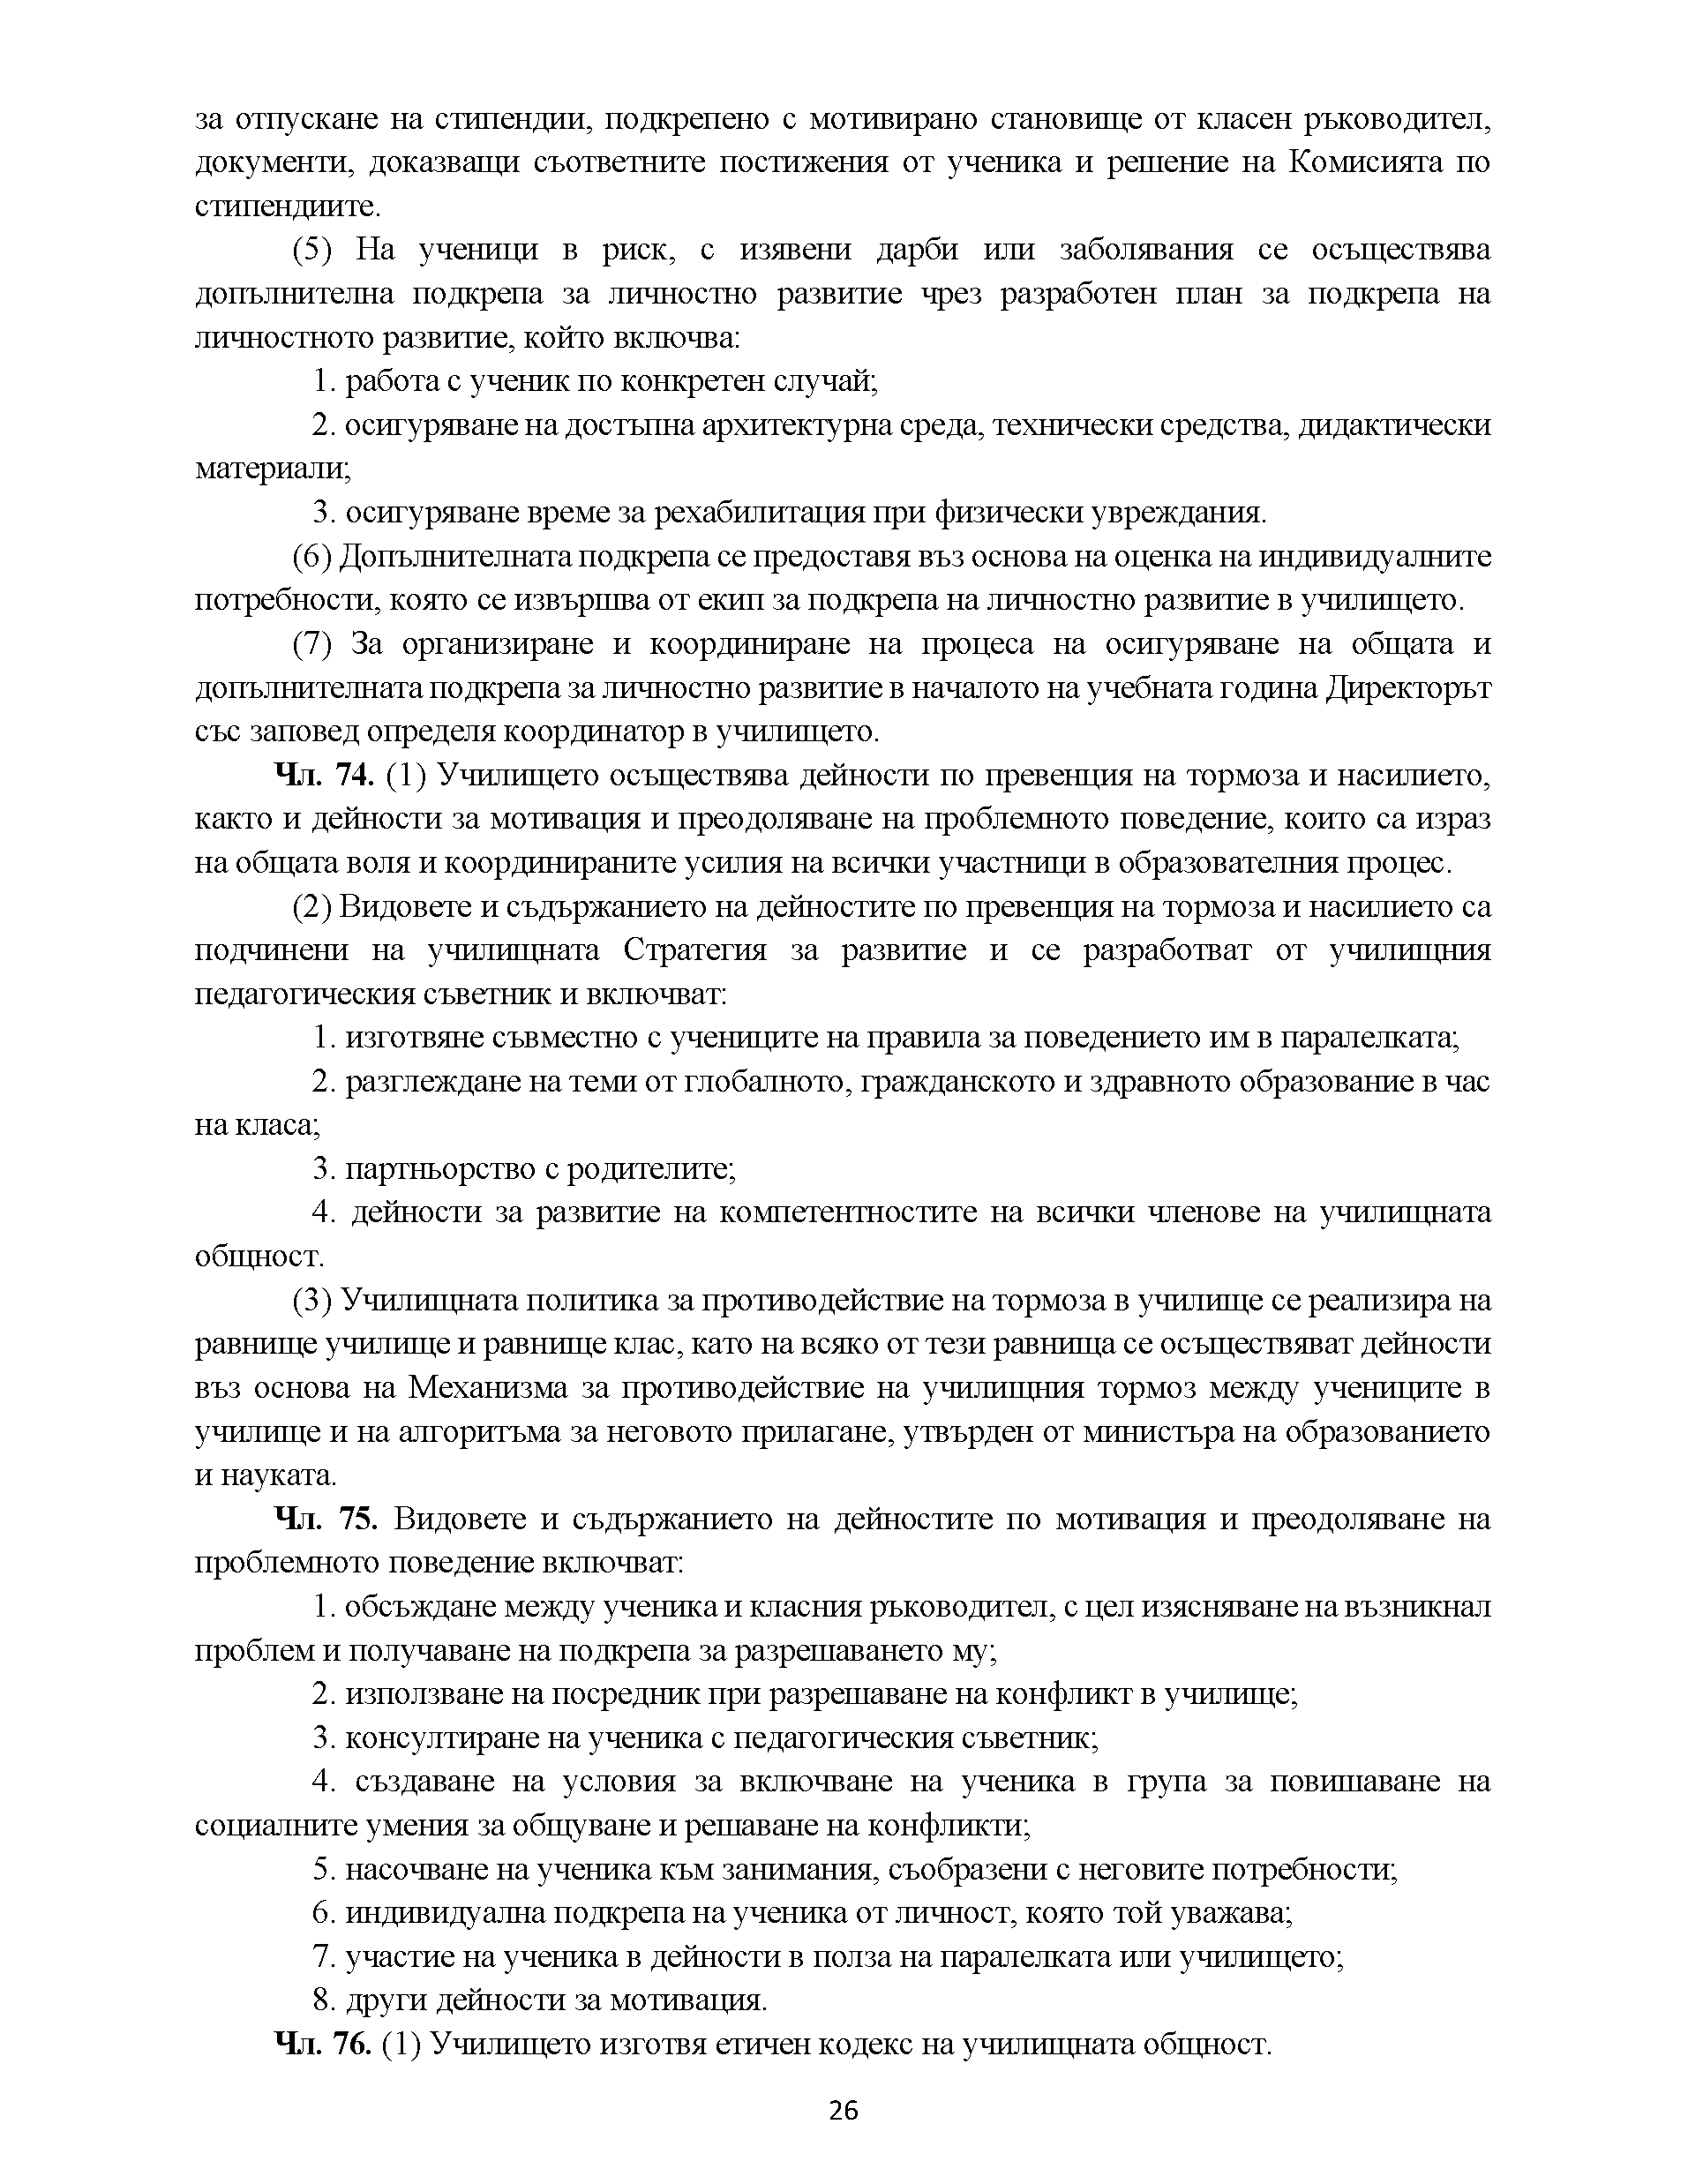 за отпускане на стипендии, подкрепено с мотивирано становище от класен ръководител,
документи, доказващи съответните постижения от ученика и решение на Комисията по
стипендиите.
(5) На ученици в риск, с изявени дарби или заболявания се осъществява
допълнителна подкрепа за личностно развитие чрез разработен план за подкрепа на
личностното развитие, който включва:
1. работа с ученик по конкретен случай;
2. осигуряване на достъпна архитектурна среда, технически средства, дидактически
материали;
3. осигуряване време за рехабилитация при физически увреждания.
(6) Допълнителната подкрепа се предоставя въз основа на оценка на индивидуалните
потребности, която се извършва от екип за подкрепа на личностно развитие в училището.
(7) За организиране и координиране на процеса на осигуряване на общата и
допълнителната подкрепа за личностно развитие в началото на учебната година Директорът
със заповед определя координатор в училището.
Чл. 74. (1) Училището осъществява дейности по превенция на тормоза и насилието,
както и дейности за мотивация и преодоляване на проблемното поведение, които са израз
на общата воля и координираните усилия на всички участници в образователния процес.
(2) Видовете и съдържанието на дейностите по превенция на тормоза и насилието са
подчинени на училищната Стратегия за развитие и се разработват от училищния
педагогическия съветник и включват:
1. изготвяне съвместно с учениците на правила за поведението им в паралелката;
2. разглеждане на теми от глобалното, гражданското и здравното образование в час
на класа;
3. партньорство с родителите;
4. дейности за развитие на компетентностите на всички членове на училищната
общност.
(3) Училищната политика за противодействие на тормоза в училище се реализира на
равнище училище и равнище клас, като на всяко от тези равнища се осъществяват дейности
въз основа на Механизма за противодействие на училищния тормоз между учениците в
училище и на алгоритъма за неговото прилагане, утвърден от министъра на образованието
и науката.
Чл. 75. Видовете и съдържанието на дейностите по мотивация и преодоляване на
проблемното поведение включват:
1. обсъждане между ученика и класния ръководител, с цел изясняване на възникнал
проблем и получаване на подкрепа за разрешаването му;
2. използване на посредник при разрешаване на конфликт в училище;
3. консултиране на ученика с педагогическия съветник;
4. създаване на условия за включване на ученика в група за повишаване на
социалните умения за общуване и решаване на конфликти;
5. насочване на ученика към занимания, съобразени с неговите потребности;
6. индивидуална подкрепа на ученика от личност, която той уважава;
7. участие на ученика в дейности в полза на паралелката или училището;
8. други дейности за мотивация.
Чл. 76. (1) Училището изготвя етичен кодекс на училищната общност.
26